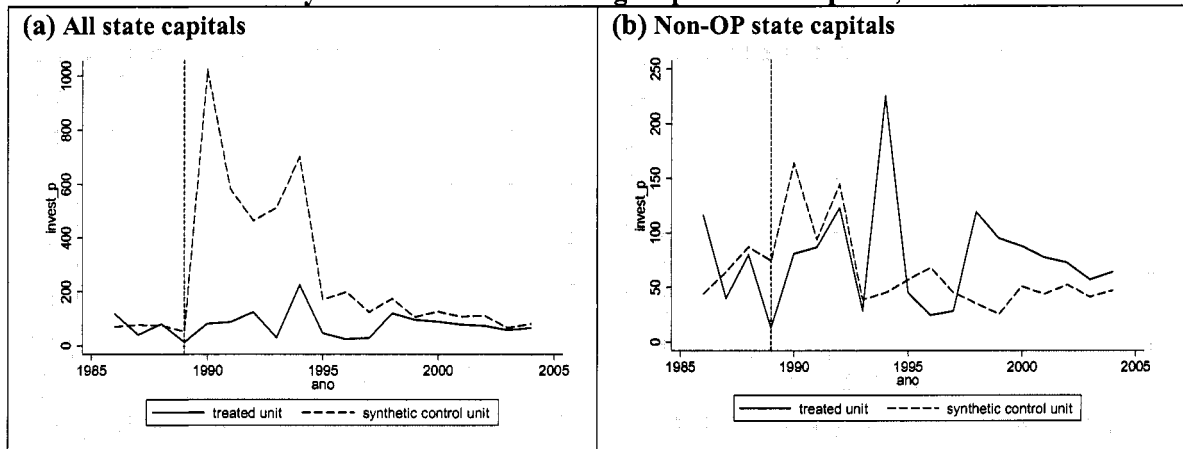 (a) All state capitals
1000
800
600
400
200
0
invest_p
1985
1990
1995
2000
2005
ano
treated unit
synthetic control unit
(b) Non-OP state capitals
250
200
150
100
50
0
invest_p
1985
1990
1995
2000
2005
ano
treated unit
synthetic control unit